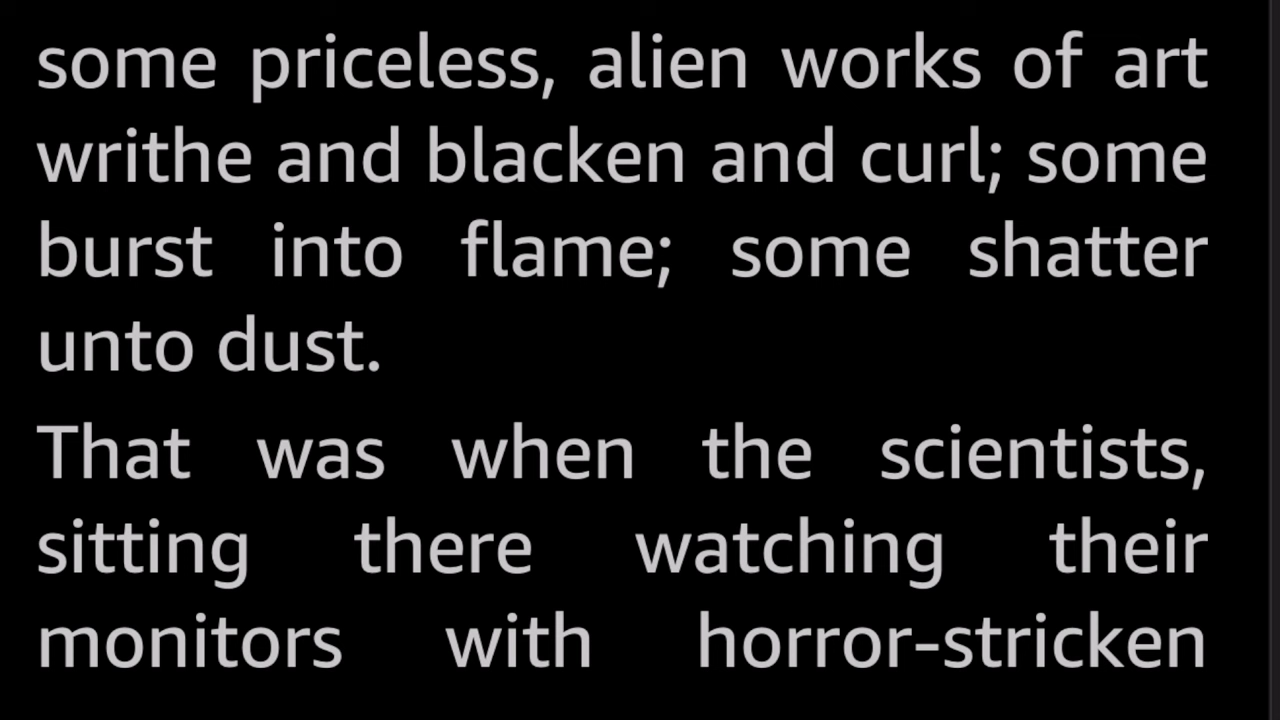 some priceless, alien works of art
writhe and blacken and curl; some
burst into flame; some shatter
unto dust.
That was when the scientists,
sitting there watching their
monitors with horror-stricken